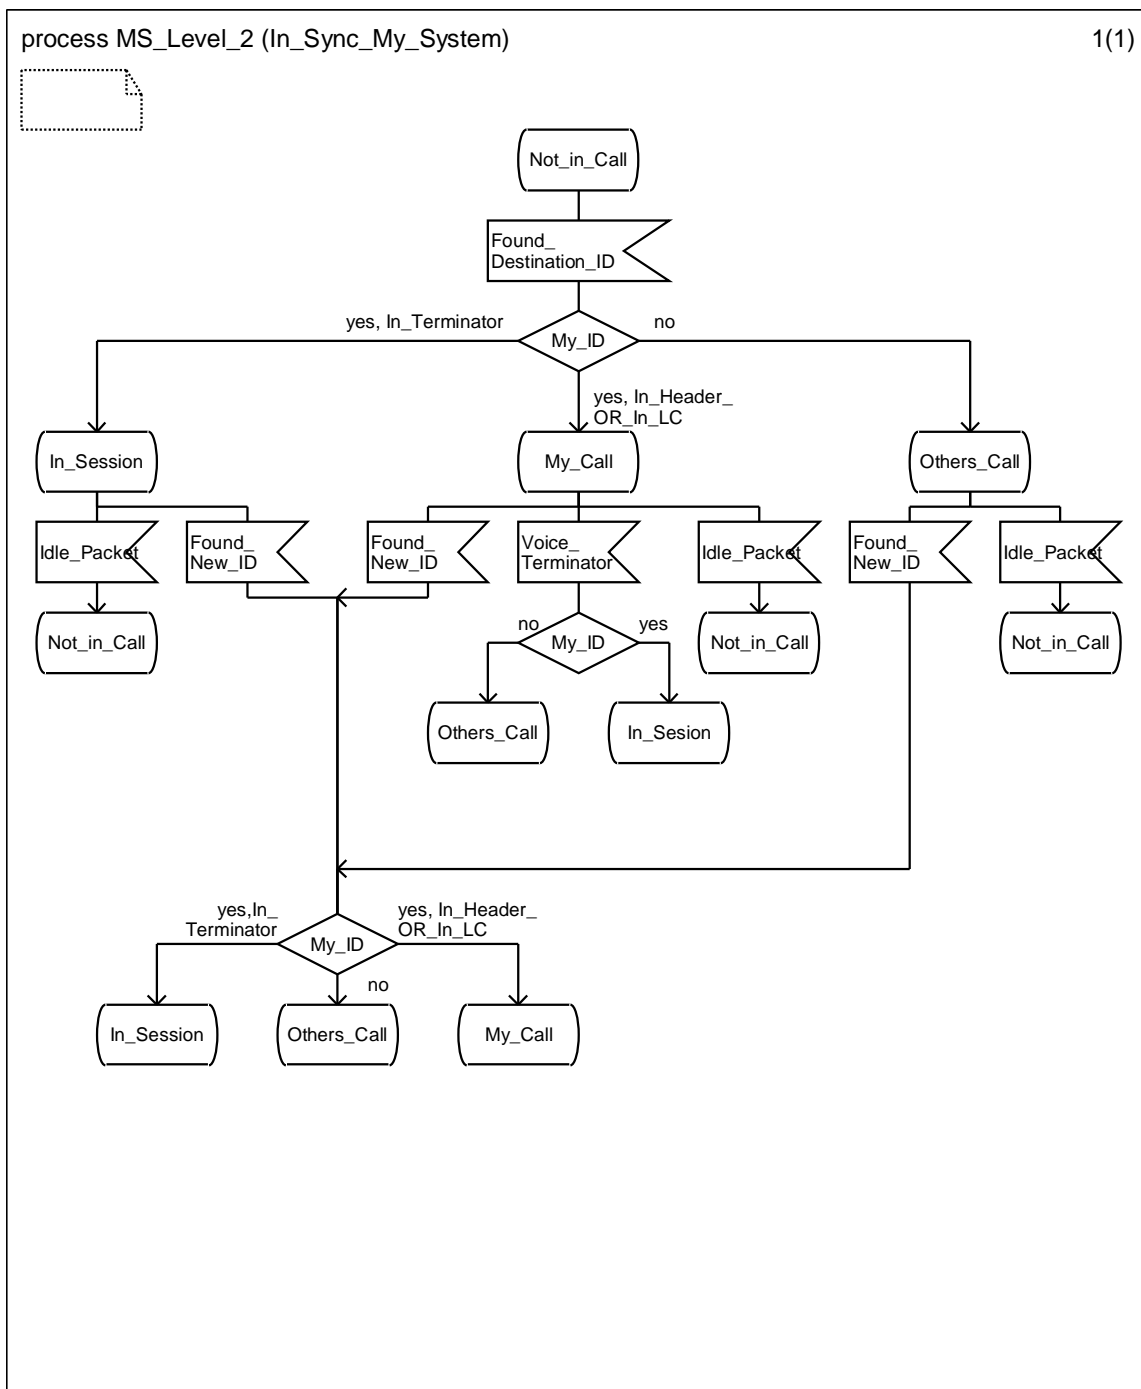 process MS_Level_2 (In_Sync_My_System)
1(1)
Not_in_Call
Found_
Destination_ID
yes, In_Terminator
My_ID
no
yes, In_Header_
OR_In_LC
In_Session
My_Call
Others_Call
Idle_Packet
Found_
New_ID
Found_
New_ID
Voice_
Terminator
Idle_Packet
Found_
New_ID
Idle_Packet
Not_in_Call
no
My_ID
yes
Not_in_Call
Not_in_Call
Others_Call
In_Sesion
yes,In_
Terminator
My_ID
yes, In_Header_
OR_In_LC
no
In_Session
Others_Call
My_Call